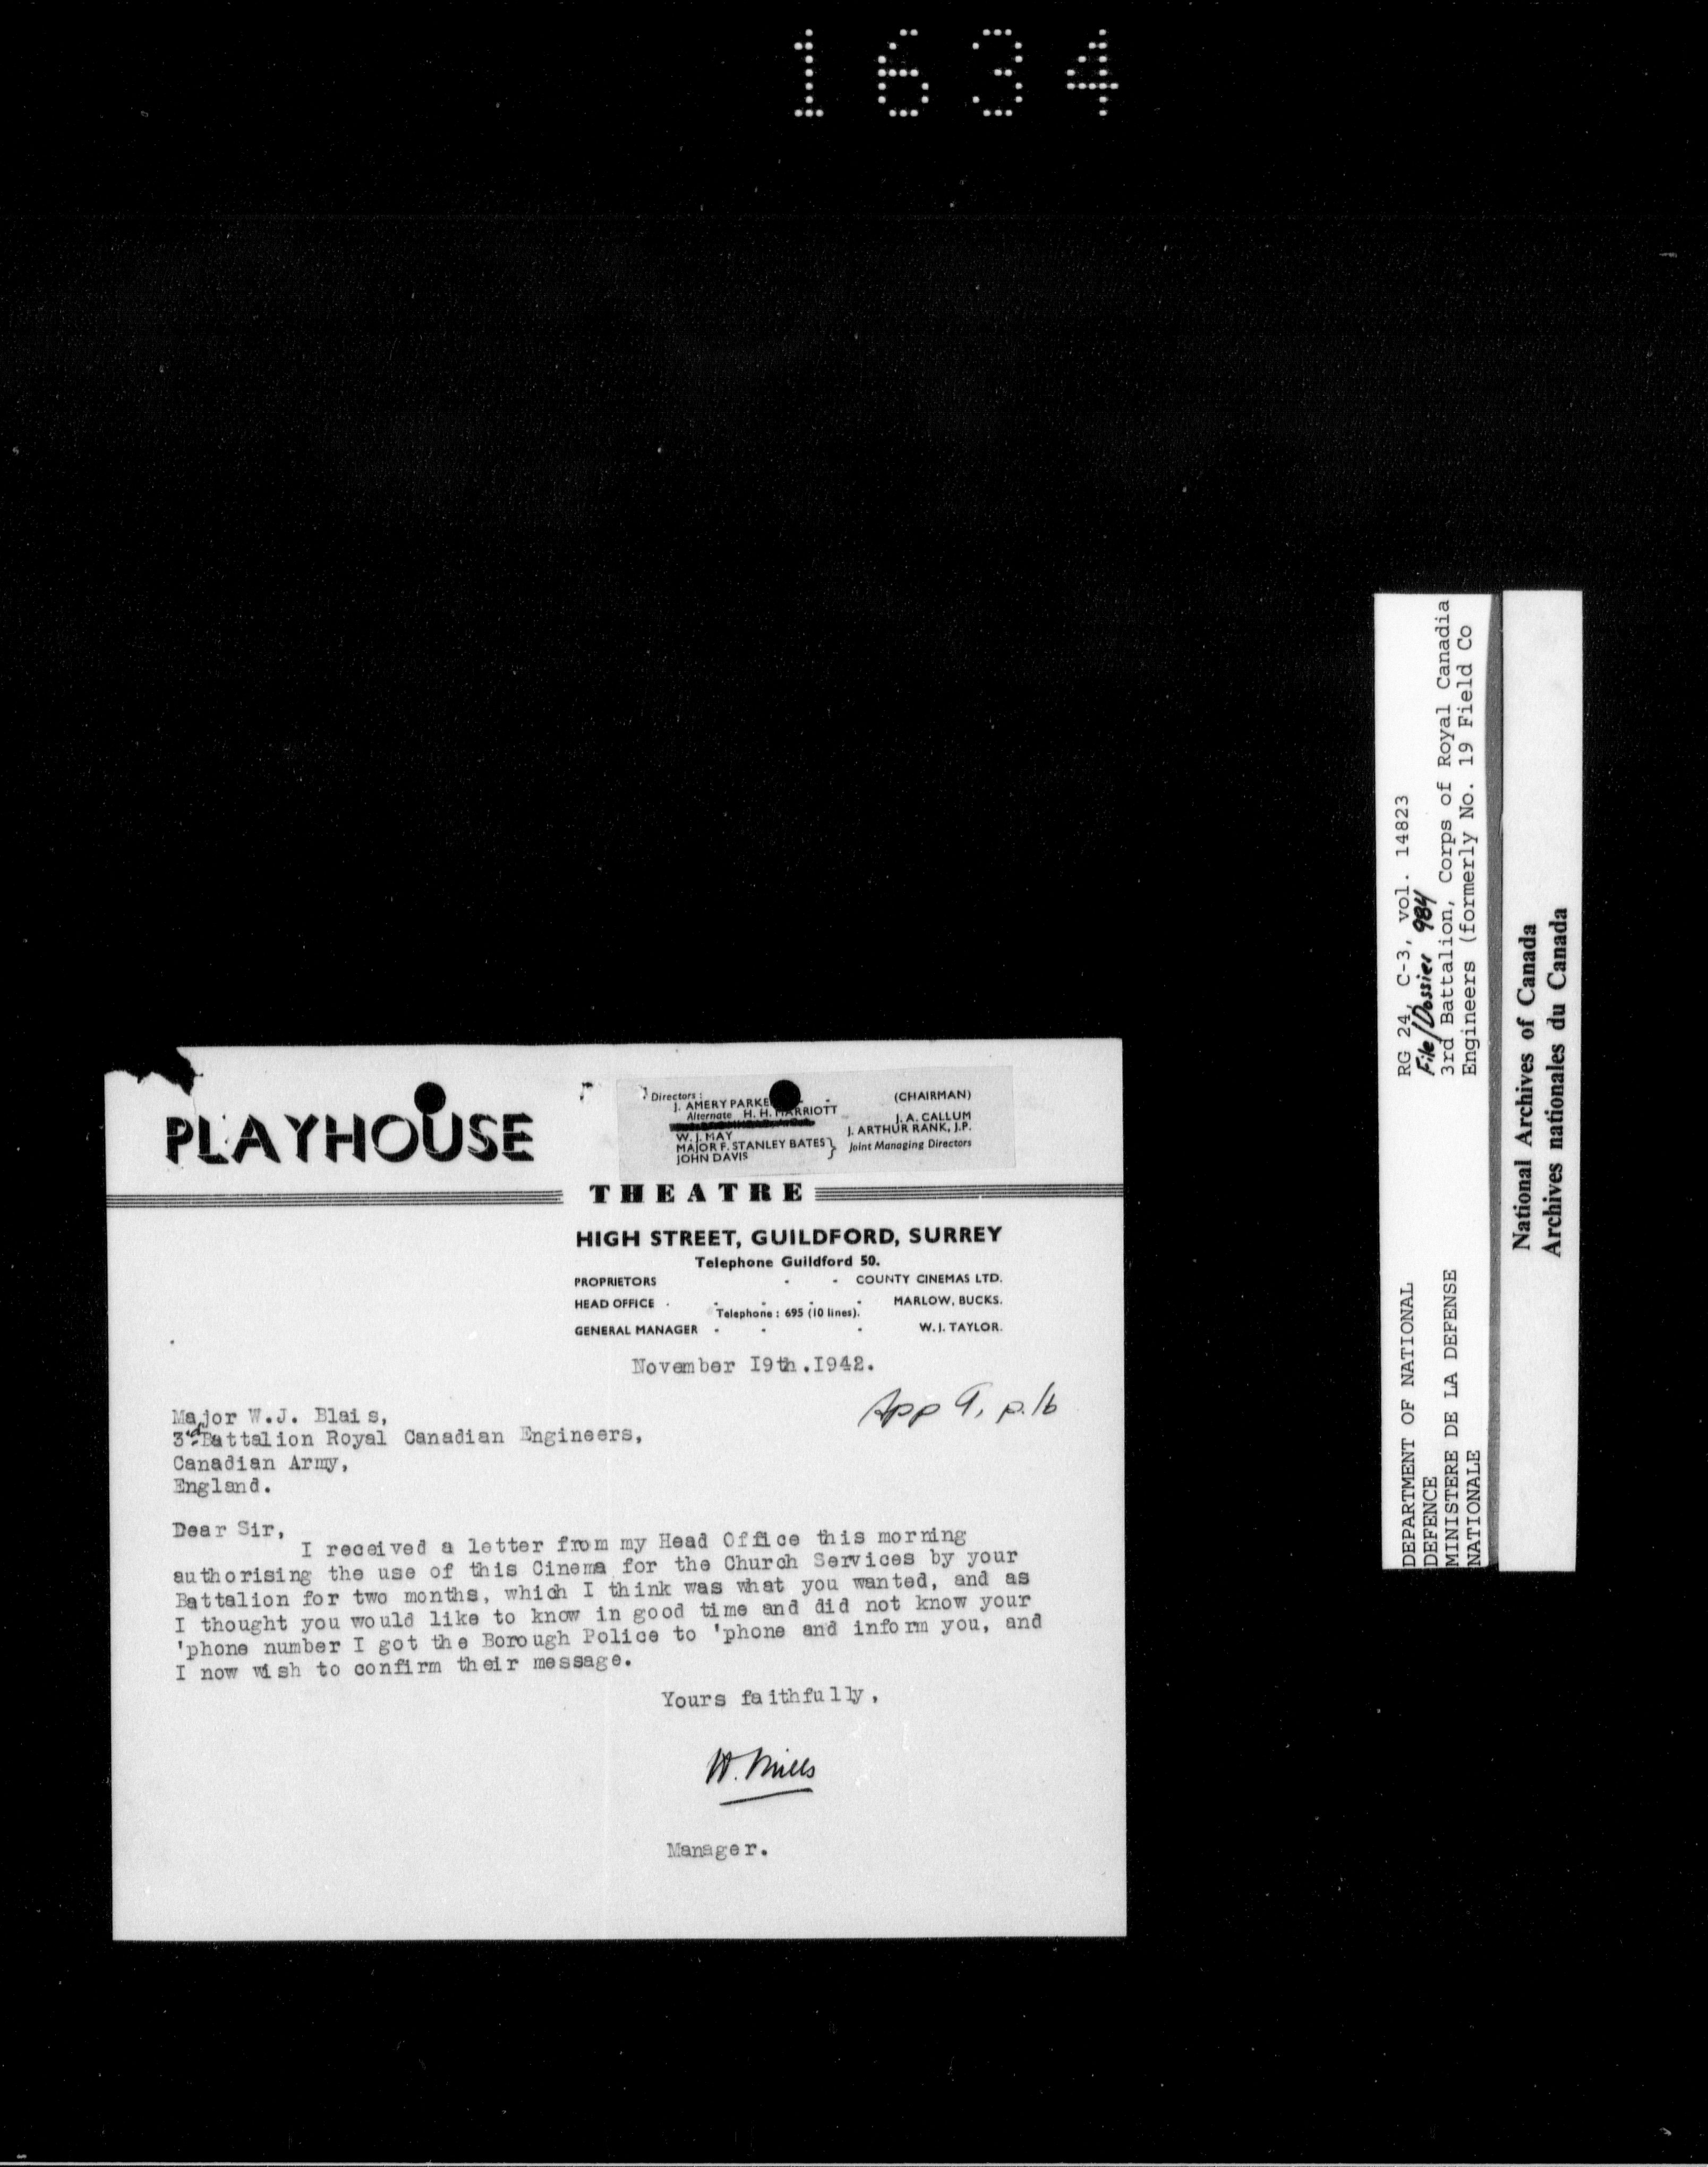 1634
PLAYHOUSE
Directors:
J. AMERY PARKE - (CHAIRMAN)
Alternate H. H. MARRIOTT
J. A. CALLUM
W. J. MAY J. ARTHUR RANK, J.P.
MAJOR F. STANLEY BATES } Joint Managing Directors
JOHN DAVIS
THEATRE
HIGH STREET, GUILDFORD, SURREY
Telephone Guildford 50.
PROPRIETORS - - COUNTY CINEMAS LTD.
HEAD OFFICE . - - - - MARLOW, BUCKS.
Telephone: 695 (10 lines).
GENERAL MANAGER - - - W. J. TAYLOR.
November I9th.I942.
App 9, p.16
Major W.J. Blais,
3rd Battalion Royal Canadian Engineers,
Canadian Army,
England.
Dear Sir,
I received a letter from my Head Office this morning
authorising the use of this Cinema for the Church Services by your
Battalion for two months, which I think was what you wanted, and as
I thought you would like to know in good time and did not know your
'phone number I got the Borough Police to 'phone and inform you, and
I now wish to confirm their message.
Yours faithfully,
W. Mills
Manager.
DEPARTMENT OF NATIONAL
DEFENCE
MINISTERE DE LA DEFENSE
NATIONALE
RG 24, C-3, vol. 14823
File/Dossier 984
3rd Battalion, Corps of Royal Canadia
Engineers (formerly No. 19 Field Co
National Archives of Canada
Archives nationales du Canada